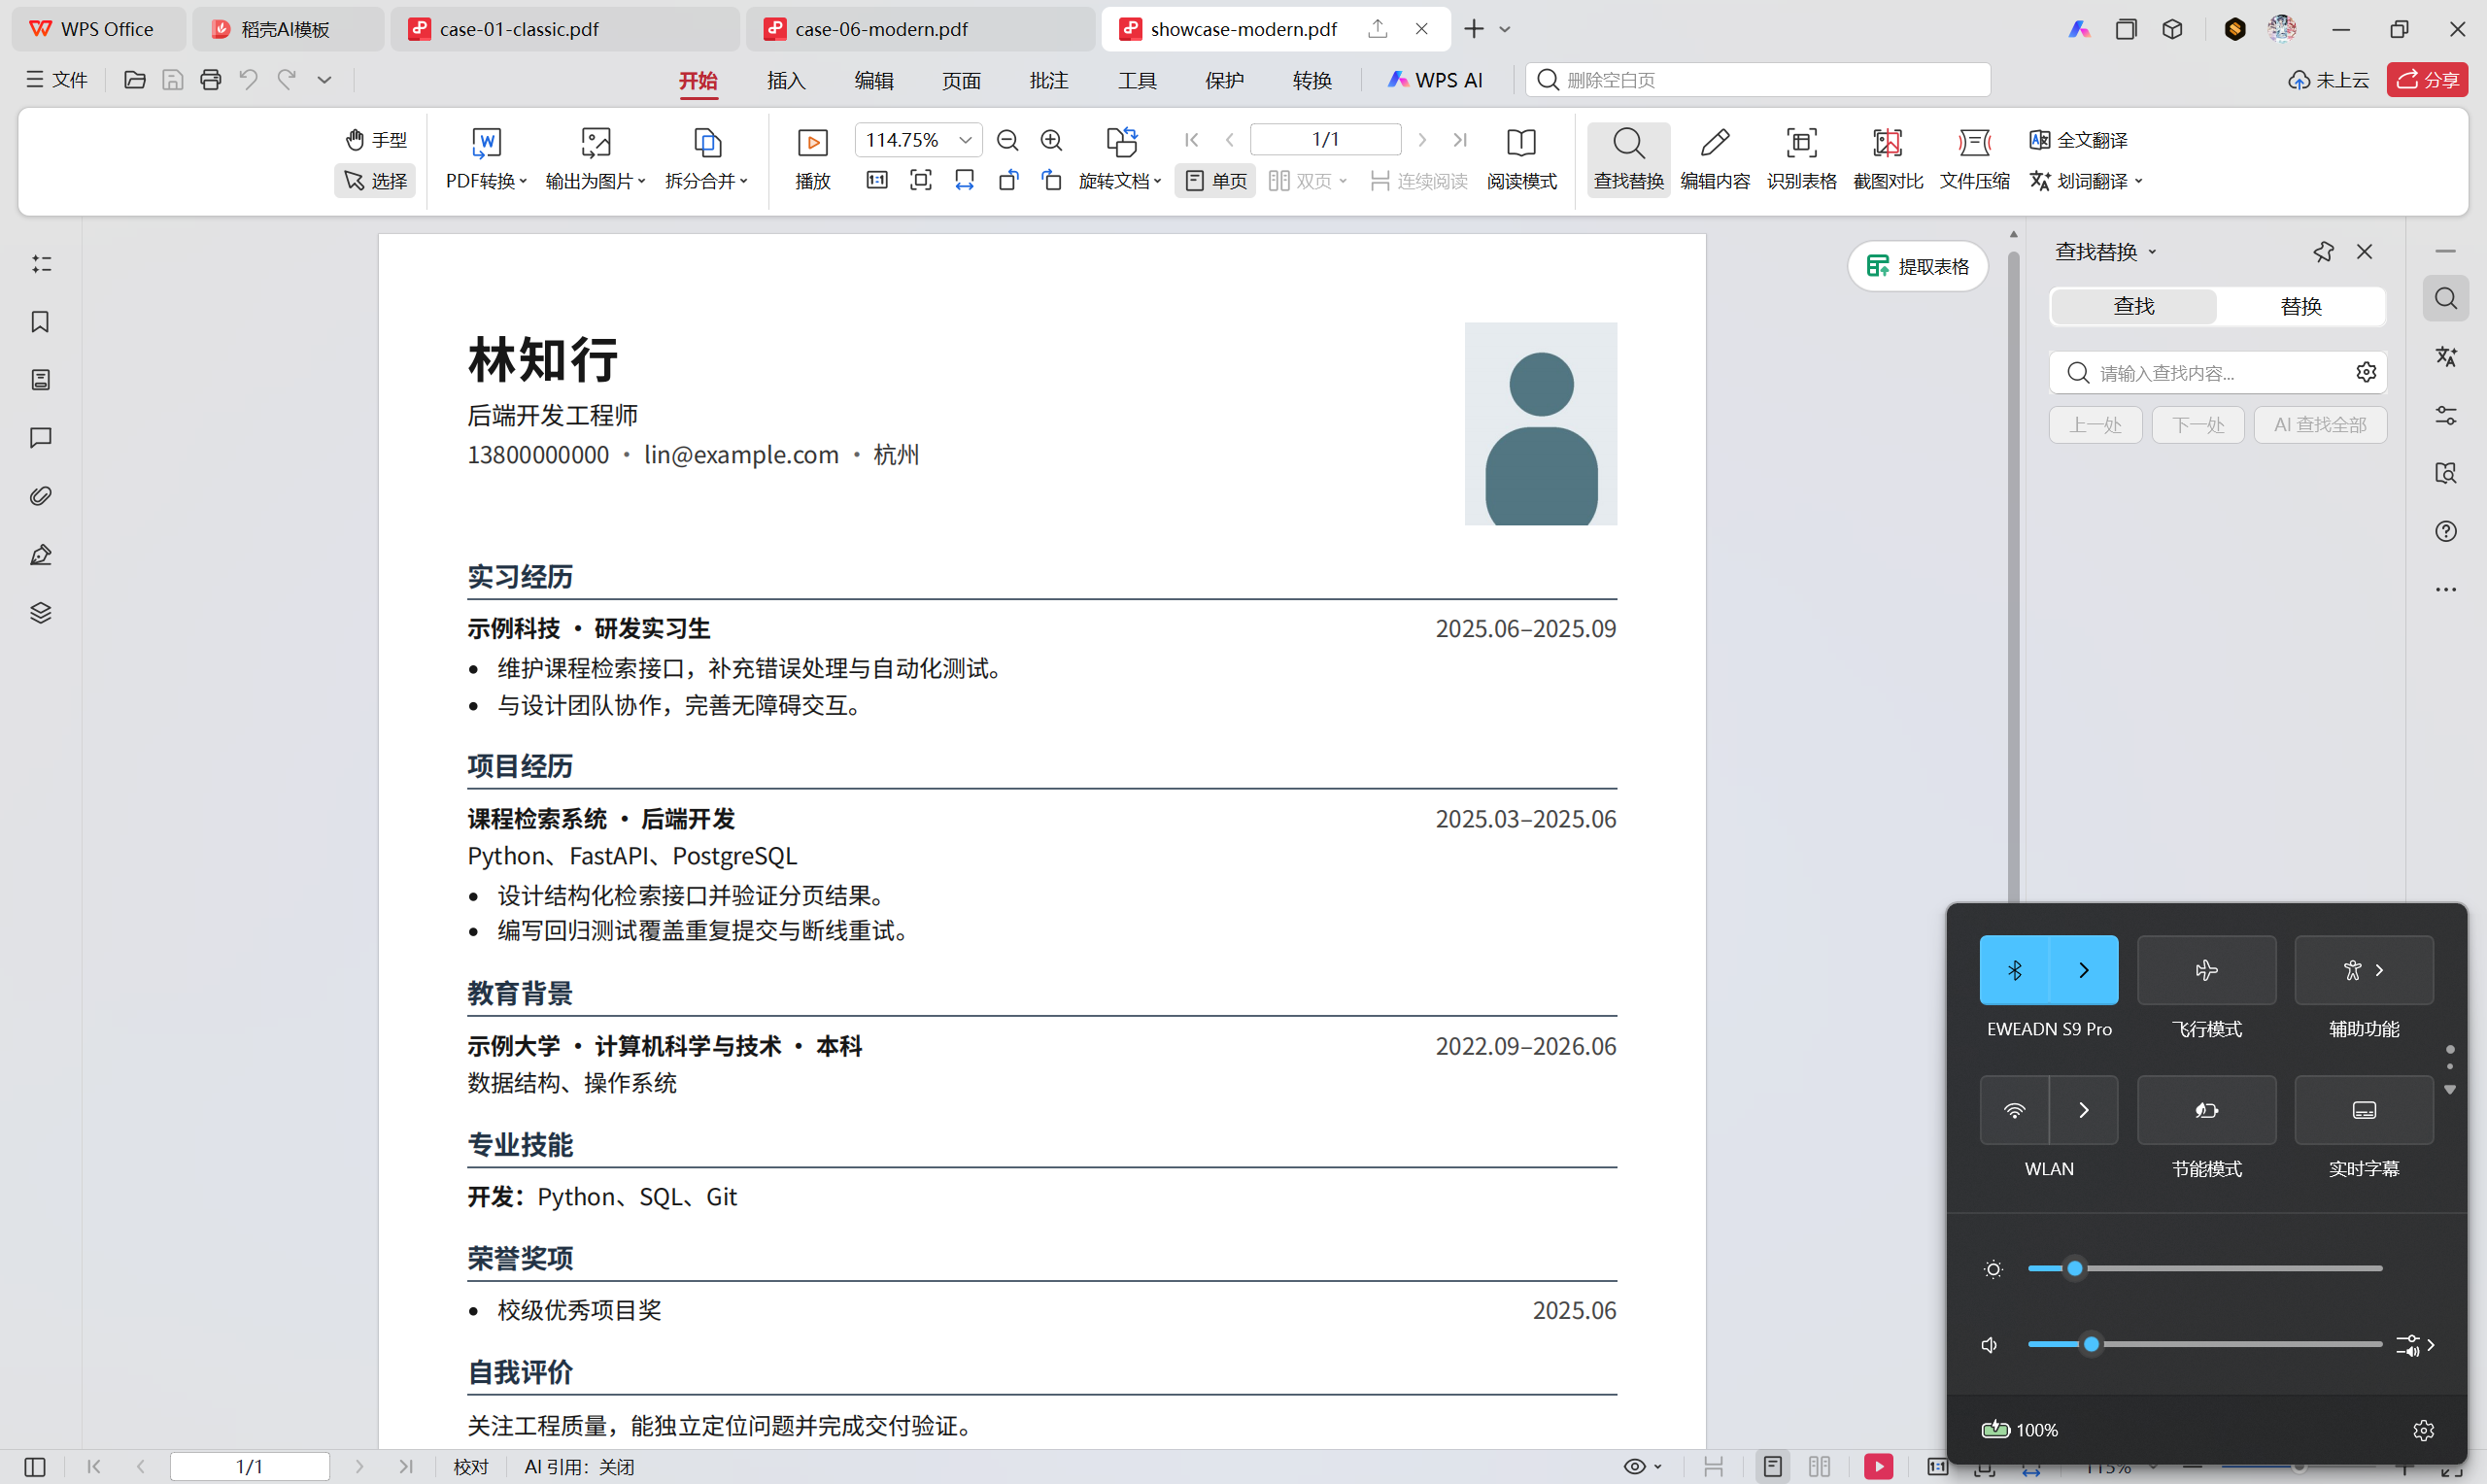 WPS Office
稻壳AI模板
case-01-classic.pdf
case-06-modern.pdf
showcase-modern.pdf
文件
开始
插入
编辑
页面
批注
工具
保护
转换
WPS AI
删除空白页
未上云
分享
手型
选择
PDF转换
输出为图片
拆分合并
播放
114.75%
旋转文档
1/1
单页
双页
连续阅读
阅读模式
查找替换
编辑内容
识别表格
截图对比
文件压缩
全文翻译
划词翻译
提取表格
林知行
后端开发工程师
13800000000 • lin@example.com • 杭州
实习经历
示例科技 • 研发实习生 2025.06–2025.09
• 维护课程检索接口，补充错误处理与自动化测试。
• 与设计团队协作，完善无障碍交互。
项目经历
课程检索系统 • 后端开发 2025.03–2025.06
Python、FastAPI、PostgreSQL
• 设计结构化检索接口并验证分页结果。
• 编写回归测试覆盖重复提交与断线重试。
教育背景
示例大学 • 计算机科学与技术 • 本科 2022.09–2026.06
数据结构、操作系统
专业技能
开发：Python、SQL、Git
荣誉奖项
• 校级优秀项目奖 2025.06
自我评价
关注工程质量，能独立定位问题并完成交付验证。
查找替换
查找
替换
请输入查找内容...
上一处
下一处
AI 查找全部
EWEADN S9 Pro
飞行模式
辅助功能
WLAN
节能模式
实时字幕
100%
1/1
校对
AI 引用：关闭
115%